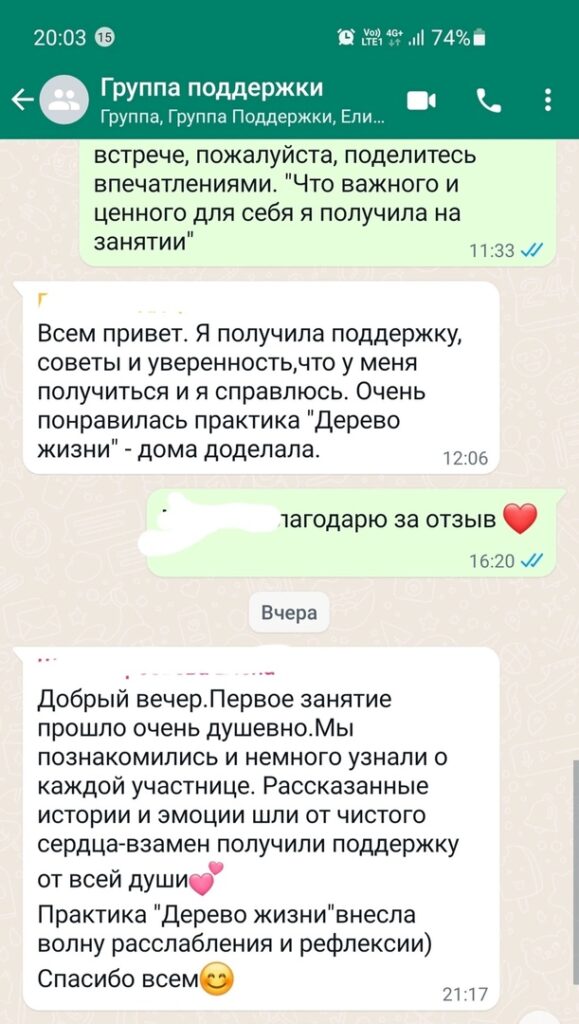 20:03 15 Vo)) LTE1 4G+ 74%
Группа поддержки
Группа, Группа Поддержки, Ели...
встрече, пожалуйста, поделитесь
впечатлениями. "Что важного и
ценного для себя я получила на
занятии"
11:33
Всем привет. Я получила поддержку,
советы и уверенность,что у меня
получиться и я справлюсь. Очень
понравилась практика "Дерево
жизни" - дома доделала.
12:06
лагодарю за отзыв ❤️
16:20
Вчера
Добрый вечер.Первое занятие
прошло очень душевно.Мы
познакомились и немного узнали о
каждой участнице. Рассказанные
истории и эмоции шли от чистого
сердца-взамен получили поддержку
от всей души💕
Практика "Дерево жизни"внесла
волну расслабления и рефлексии)
Спасибо всем😊
21:17